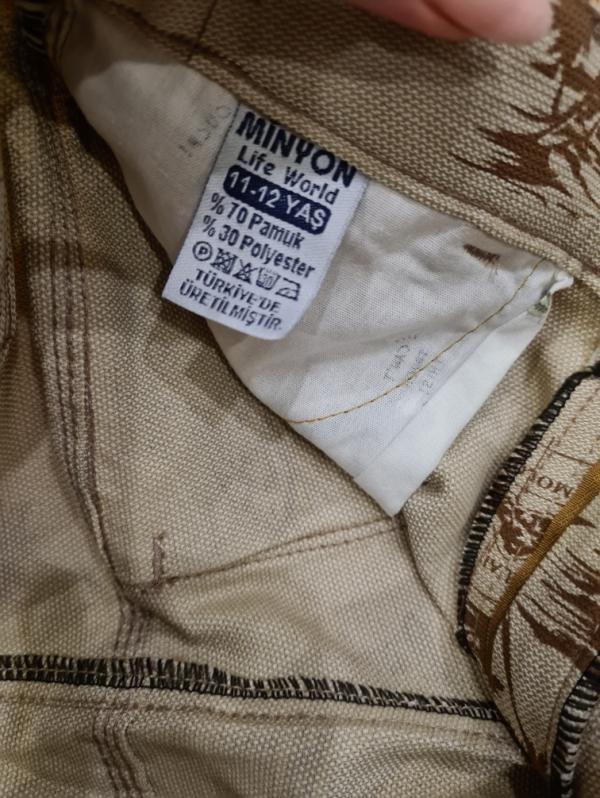 MINYON
Life World
11-12 YAŞ
% 70 Pamuk
% 30 Polyester
P
TÜRKİYE'DE
ÜRETİLMİŞTİR